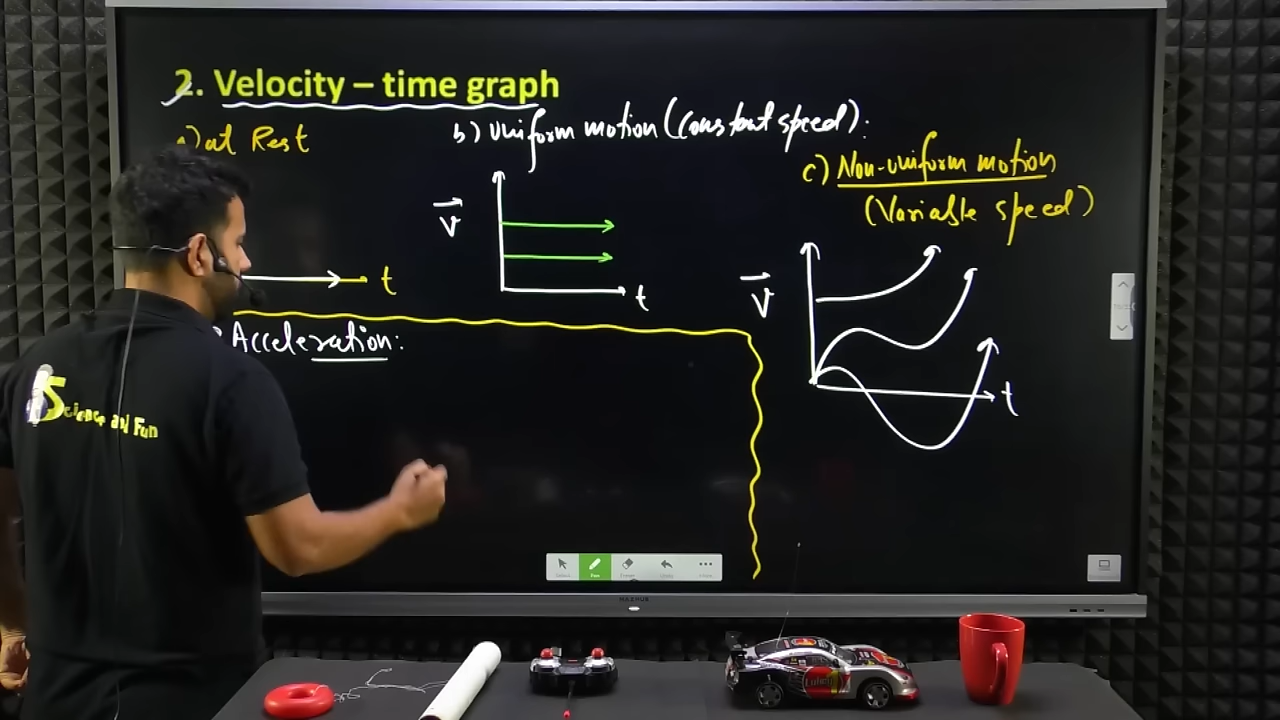 2. Velocity – time graph
a) at Rest
b) Uniform motion (Constant speed):
c) Non-uniform motion
(Variable speed)
V
t
t
V
t
Acceleration:
Science and Fun
MAXHUB